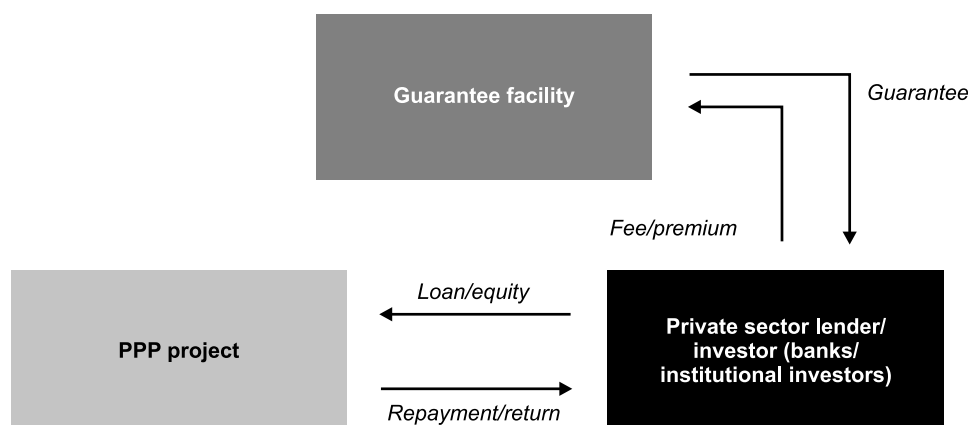 Guarantee facility
Guarantee
Fee/premium
Loan/equity
PPP project
Private sector lender/
investor (banks/
institutional investors)
Repayment/return